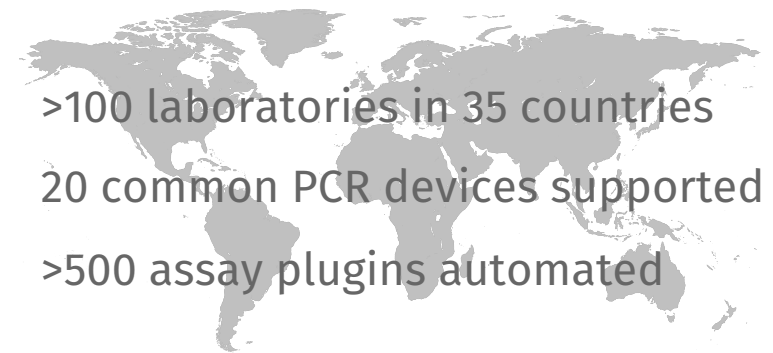 >100 laboratories in 35 countries
20 common PCR devices supported
>500 assay plugins automated